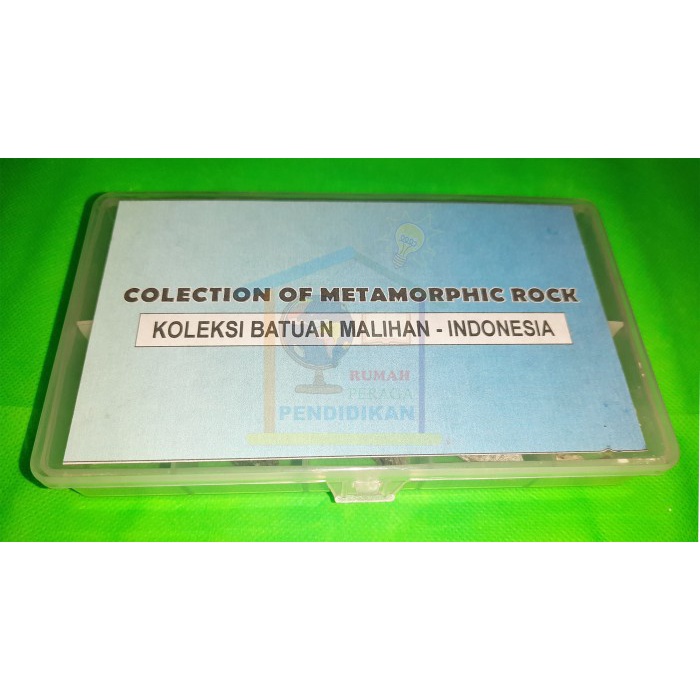 COLECTION OF METAMORPHIC ROCK
KOLEKSI BATUAN MALIHAN - INDONESIA
RUMAH
PERAGA
PENDIDIKAN